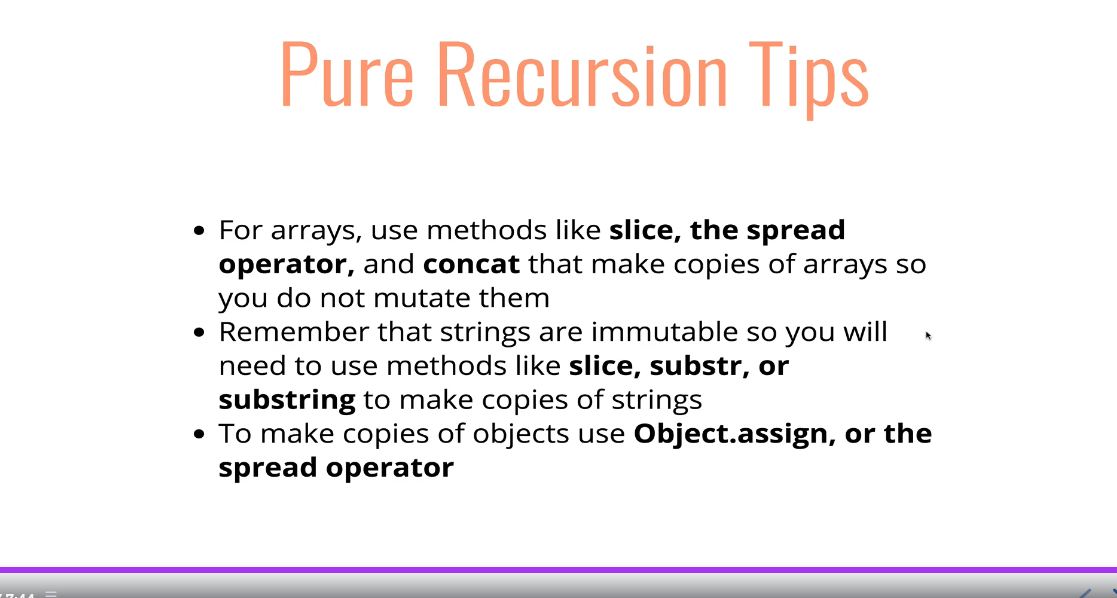 Pure Recursion Tips
For arrays, use methods like slice, the spread
operator, and concat that make copies of arrays so
you do not mutate them
Remember that strings are immutable so you will
need to use methods like slice, substr, or
substring to make copies of strings
To make copies of objects use Object.assign, or the
spread operator